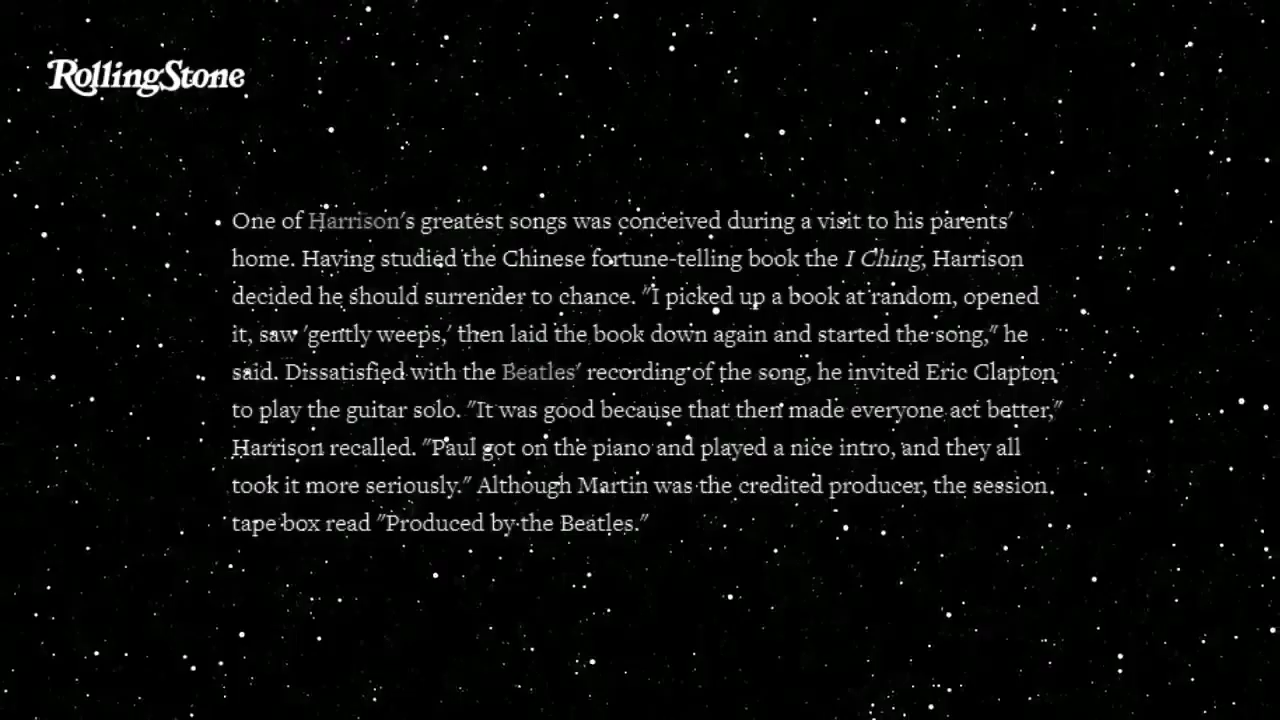 RollingStone
One of Harrison's greatest songs was conceived during a visit to his parents'
home. Having studied the Chinese fortune-telling book the I Ching, Harrison
decided he should surrender to chance. "I picked up a book at random, opened
it, saw 'gently weeps,' then laid the book down again and started the song," he
said. Dissatisfied with the Beatles' recording of the song, he invited Eric Clapton
to play the guitar solo. "It was good because that then made everyone act better,"
Harrison recalled. "Paul got on the piano and played a nice intro, and they all
took it more seriously." Although Martin was the credited producer, the session
tape box read "Produced by the Beatles."